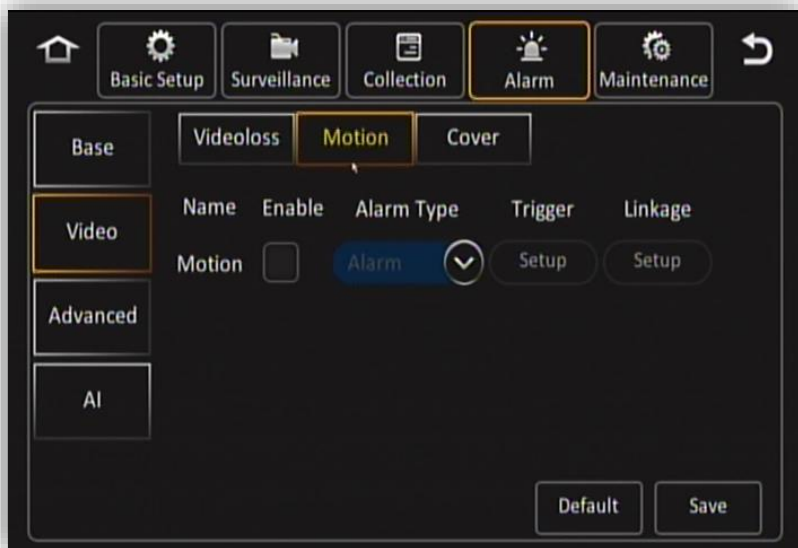 Basic Setup Surveillance Collection Alarm Maintenance
Base Videoloss Motion Cover
Name Enable Alarm Type Trigger Linkage
Video
Motion Alarm Setup Setup
Advanced
AI
Default Save